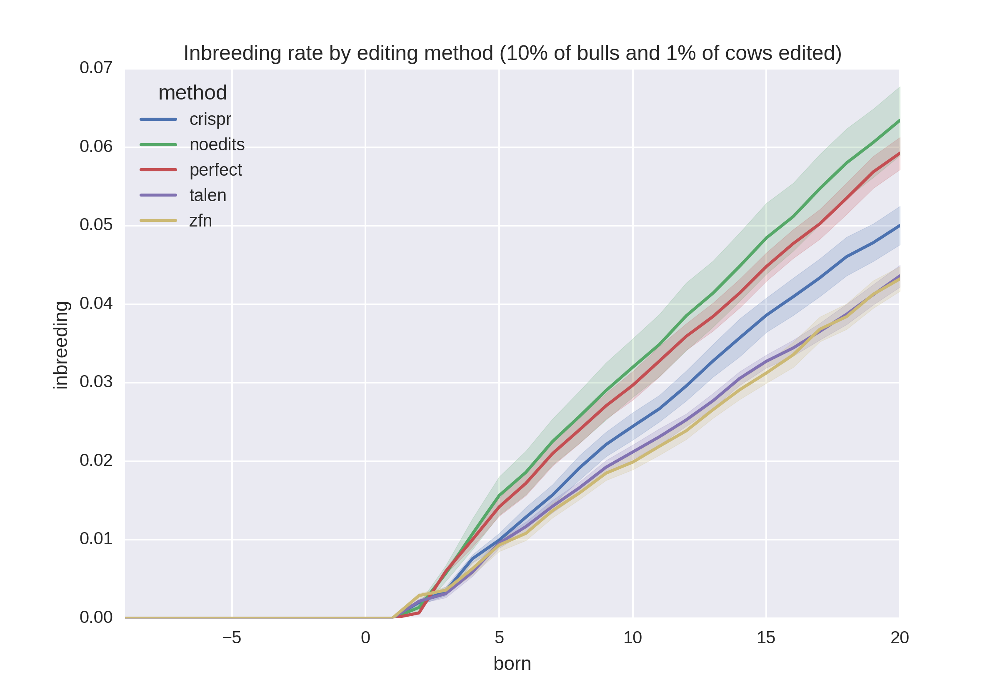 Inbreeding rate by editing method (10% of bulls and 1% of cows edited)
0.07
0.06
0.05
0.04
0.03
0.02
0.01
0.00
inbreeding
method
crispr
noedits
perfect
talen
zfn
−5
0
5
10
15
20
born